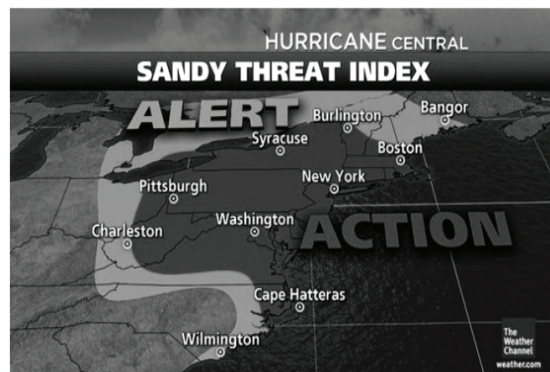 HURRICANE CENTRAL
SANDY THREAT INDEX
ALERT
Burlington
Bangor
Syracuse
Boston
Pittsburgh
New York
Charleston
Washington
ACTION
Cape Hatteras
Wilmington
The
Weather
Channel
weather.com